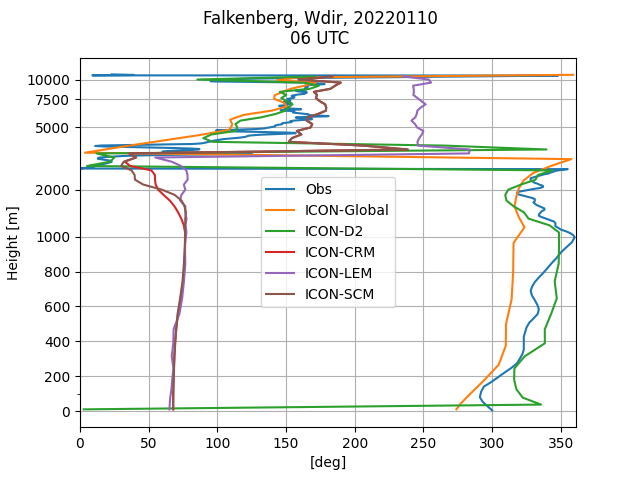 Falkenberg, Wdir, 20220110
06 UTC
Height [m]
10000
7500
5000
2000
1000
800
600
400
200
0
Obs
ICON-Global
ICON-D2
ICON-CRM
ICON-LEM
ICON-SCM
0 50 100 150 200 250 300 350
[deg]